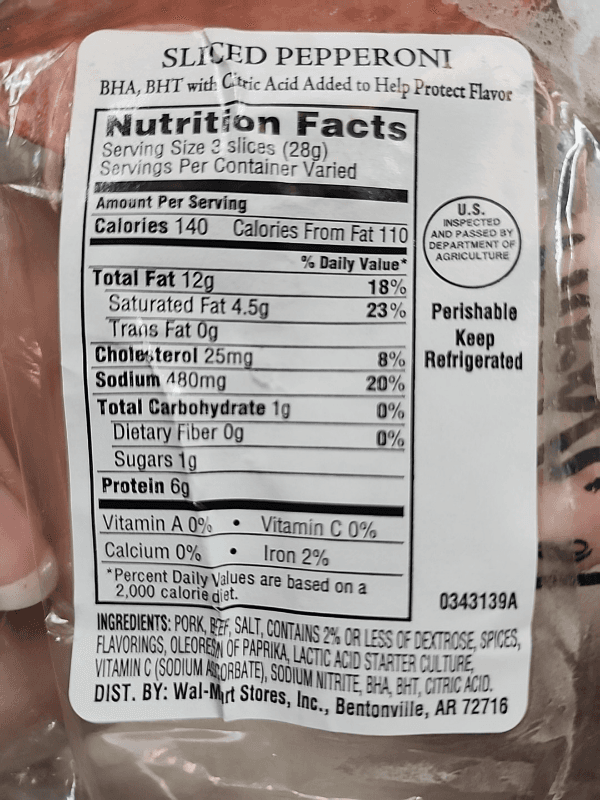 SLICED PEPPERONI
BHA, BHT with Citric Acid Added to Help Protect Flavor
Nutrition Facts
Serving Size 3 slices (28g)
Servings Per Container Varied
Amount Per Serving
Calories 140 Calories From Fat 110
% Daily Value*
Total Fat 12g 18%
Saturated Fat 4.5g 23%
Trans Fat 0g
Cholesterol 25mg 8%
Sodium 480mg 20%
Total Carbohydrate 1g 0%
Dietary Fiber 0g 0%
Sugars 1g
Protein 6g
Vitamin A 0% • Vitamin C 0%
Calcium 0% • Iron 2%
*Percent Daily Values are based on a
2,000 calorie diet.
U.S.
INSPECTED
AND PASSED BY
DEPARTMENT OF
AGRICULTURE
Perishable
Keep
Refrigerated
0343139A
INGREDIENTS: PORK, BEEF, SALT, CONTAINS 2% OR LESS OF DEXTROSE, SPICES,
FLAVORINGS, OLEORESIN OF PAPRIKA, LACTIC ACID STARTER CULTURE,
VITAMIN C (SODIUM ASCORBATE), SODIUM NITRITE, BHA, BHT, CITRIC ACID.
DIST. BY: Wal-Mart Stores, Inc., Bentonville, AR 72716